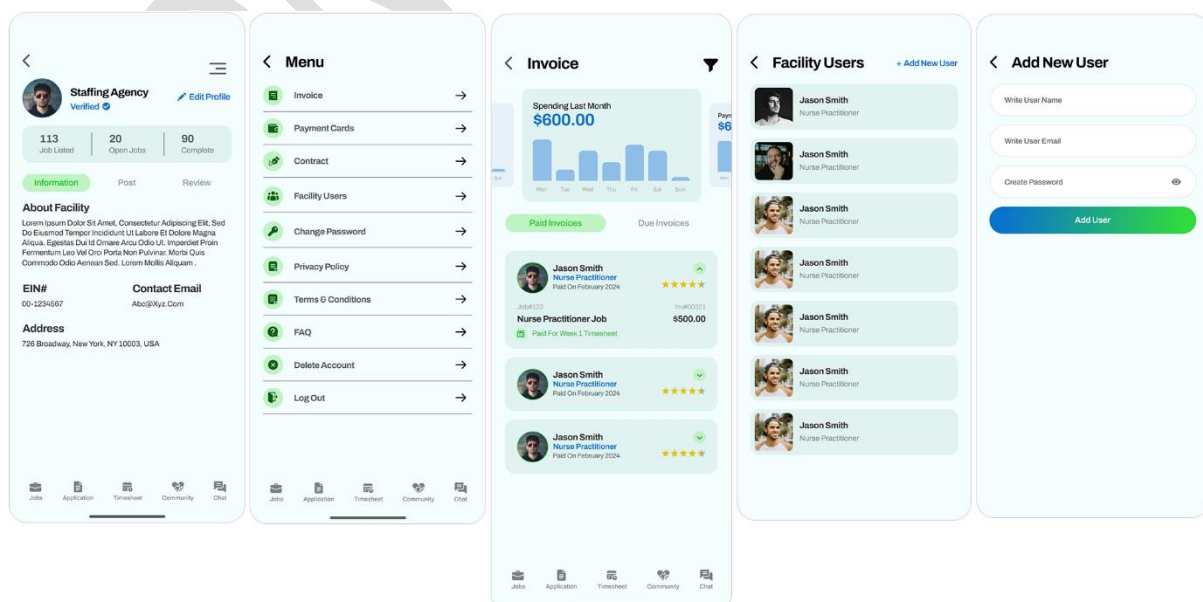 Staffing Agency
Verified
Edit Profile
113
Job Listed
20
Open Jobs
90
Complete
Information
Post
Review
About Facility
Lorem Ipsum Dolor Sit Amet, Consectetur Adipiscing Elit, Sed
Do Eiusmod Tempor Incididunt Ut Labore Et Dolore Magna
Aliqua. Egestas Dui Id Ornare Arcu Odio Ut. Imperdiet Proin
Fermentum Leo Vel Orci Porta Non Pulvinar. Morbi Quis
Commodo Odio Aenean Sed. Lorem Mollis Aliquam .
EIN#
00-1234567
Contact Email
Abc@Xyz.Com
Address
726 Broadway, New York, NY 10003, USA
Jobs
Application
Timesheet
Community
Chat
Menu
Invoice
Payment Cards
Contract
Facility Users
Change Password
Privacy Policy
Terms & Conditions
FAQ
Delete Account
Log Out
Jobs
Application
Timesheet
Community
Chat
Invoice
Spending Last Month
$600.00
Mon Tue Wed Thu Fri Sat Sun
Sun
Paym
$6
Mon
Paid Invoices
Due Invoices
Jason Smith
Nurse Practitioner
Paid On February 2024
Job#123
Inv#00321
Nurse Practitioner Job
$500.00
Paid For Week 1 Timesheet
Jason Smith
Nurse Practitioner
Paid On February 2024
Jason Smith
Nurse Practitioner
Paid On February 2024
Jobs
Application
Timesheet
Community
Chat
Facility Users
+ Add New User
Jason Smith
Nurse Practitioner
Jason Smith
Nurse Practitioner
Jason Smith
Nurse Practitioner
Jason Smith
Nurse Practitioner
Jason Smith
Nurse Practitioner
Jason Smith
Nurse Practitioner
Jason Smith
Nurse Practitioner
Add New User
Write User Name
Write User Email
Create Password
Add User